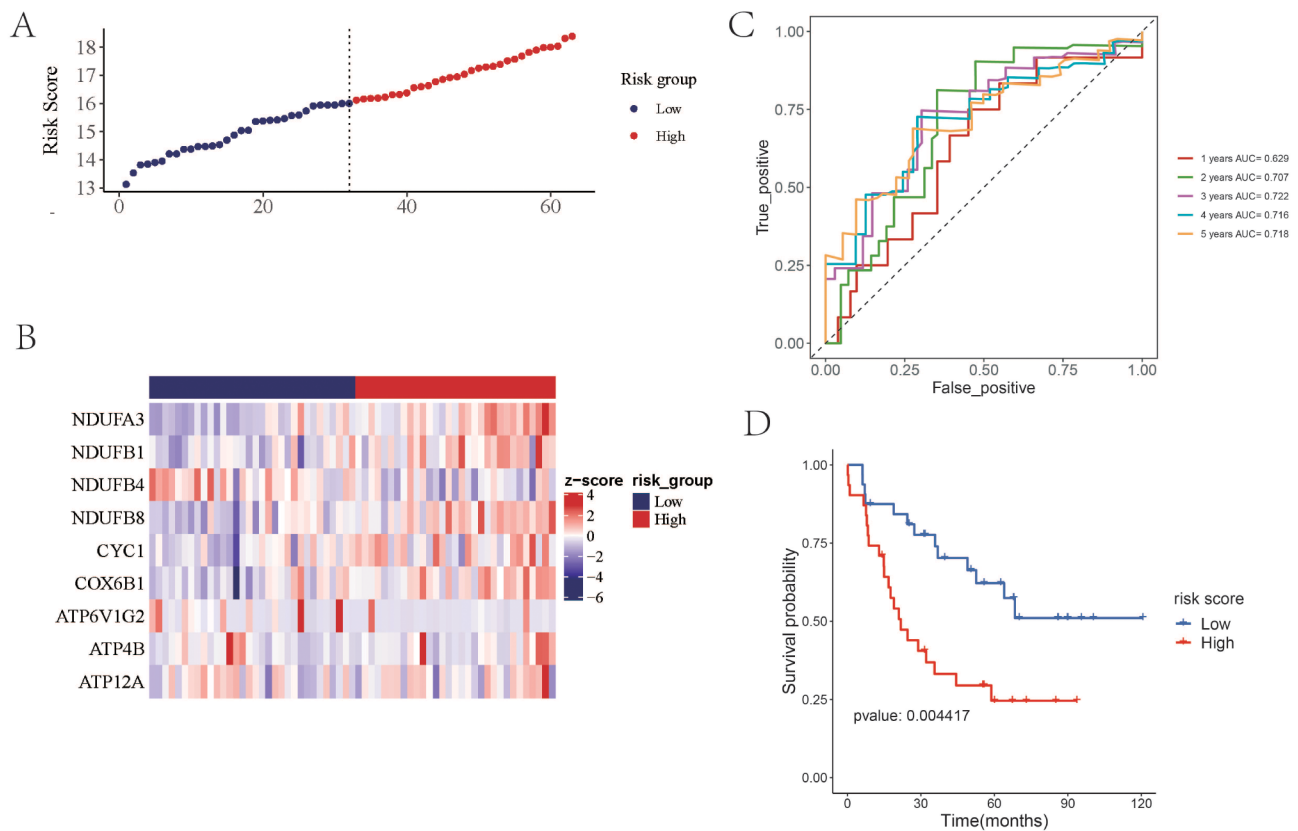 A
Risk Score
18
17
16
15
14
13
0
20
40
60
-
Risk group
Low
High
B
NDUFA3
NDUFB1
NDUFB4
NDUFB8
CYC1
COX6B1
ATP6V1G2
ATP4B
ATP12A
z-score
4
2
0
−2
−4
−6
risk_group
Low
High
C
True_positive
1.00
0.75
0.50
0.25
0.00
0.00
0.25
0.50
0.75
1.00
False_positive
1 years AUC= 0.629
2 years AUC= 0.707
3 years AUC= 0.722
4 years AUC= 0.716
5 years AUC= 0.718
D
Survival probability
1.00
0.75
0.50
0.25
0.00
pvalue: 0.004417
0
30
60
90
120
Time(months)
risk score
Low
High